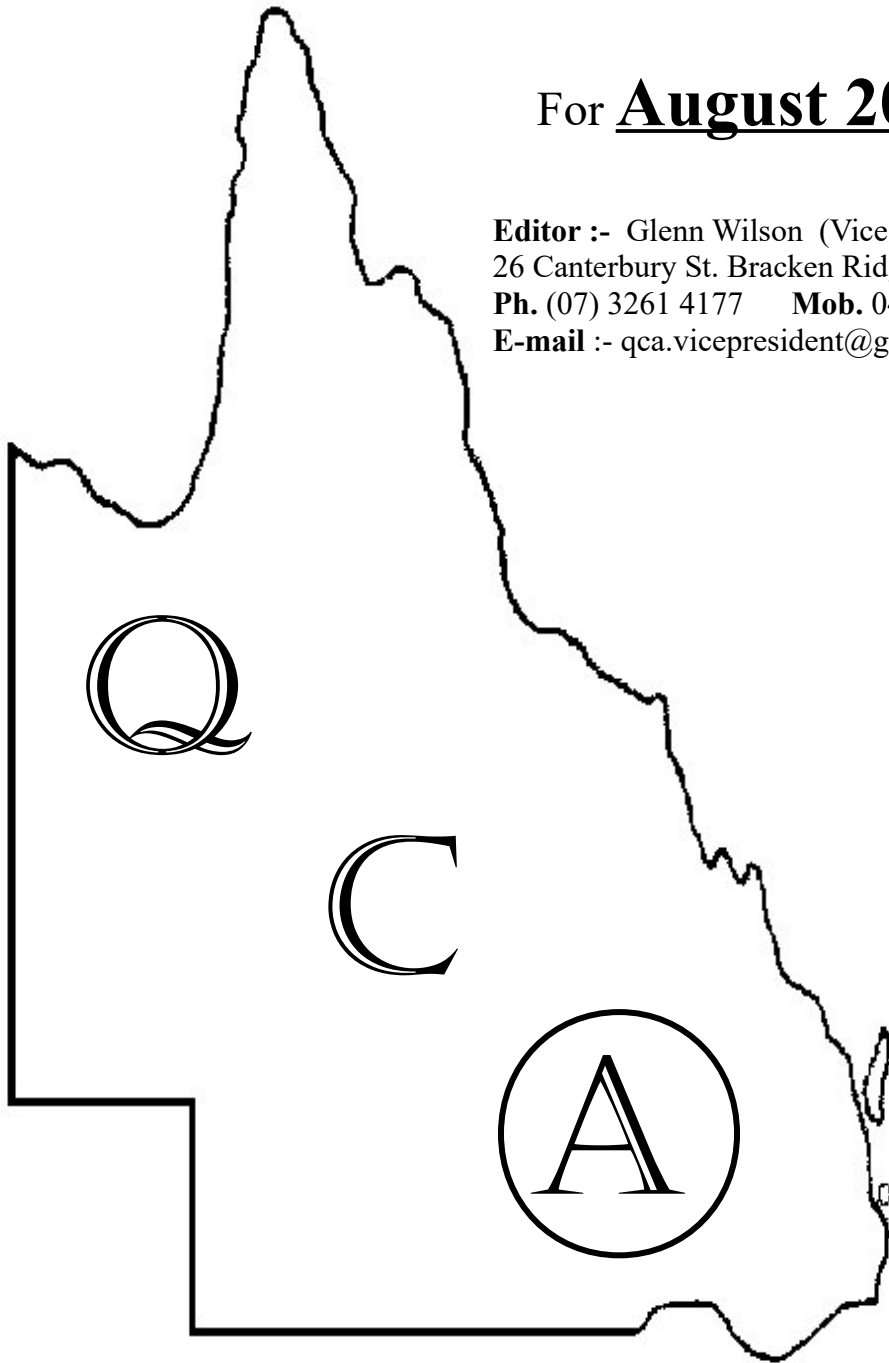 For August 20
Editor :- Glenn Wilson (Vice
26 Canterbury St. Bracken Rid
Ph. (07) 3261 4177 Mob. 04
E-mail :- qca.vicepresident@g
Q
C
A